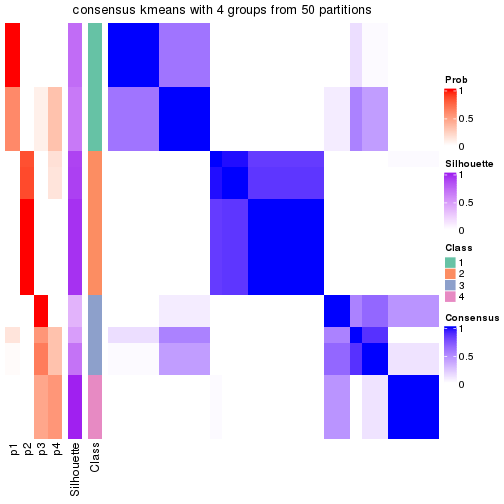 consensus kmeans with 4 groups from 50 partitions
Prob
1
0.5
0
Silhouette
1
0.5
0
Class
1
2
3
4
Consensus
1
0.5
0
p1
p2
p3
p4
Silhouette
Class